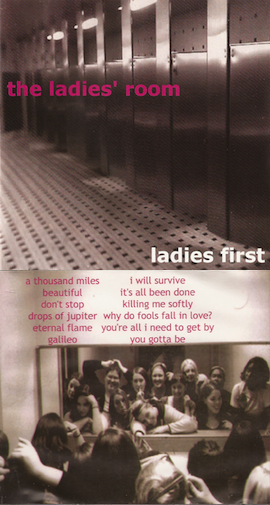 the ladies' room
ladies first
a thousand miles
beautiful
don't stop
drops of jupiter
eternal flame
galileo
i will survive
it's all been done
killing me softly
why do fools fall in love?
you're all i need to get by
you gotta be